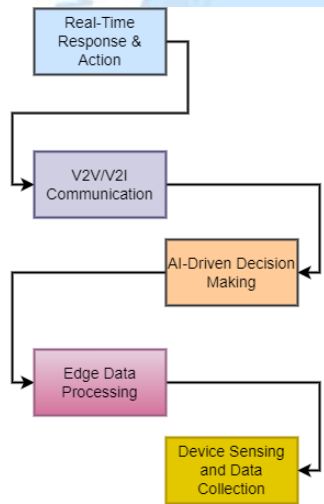 Real-Time
Response &
Action
V2V/V2I
Communication
AI-Driven Decision
Making
Edge Data
Processing
Device Sensing
and Data
Collection